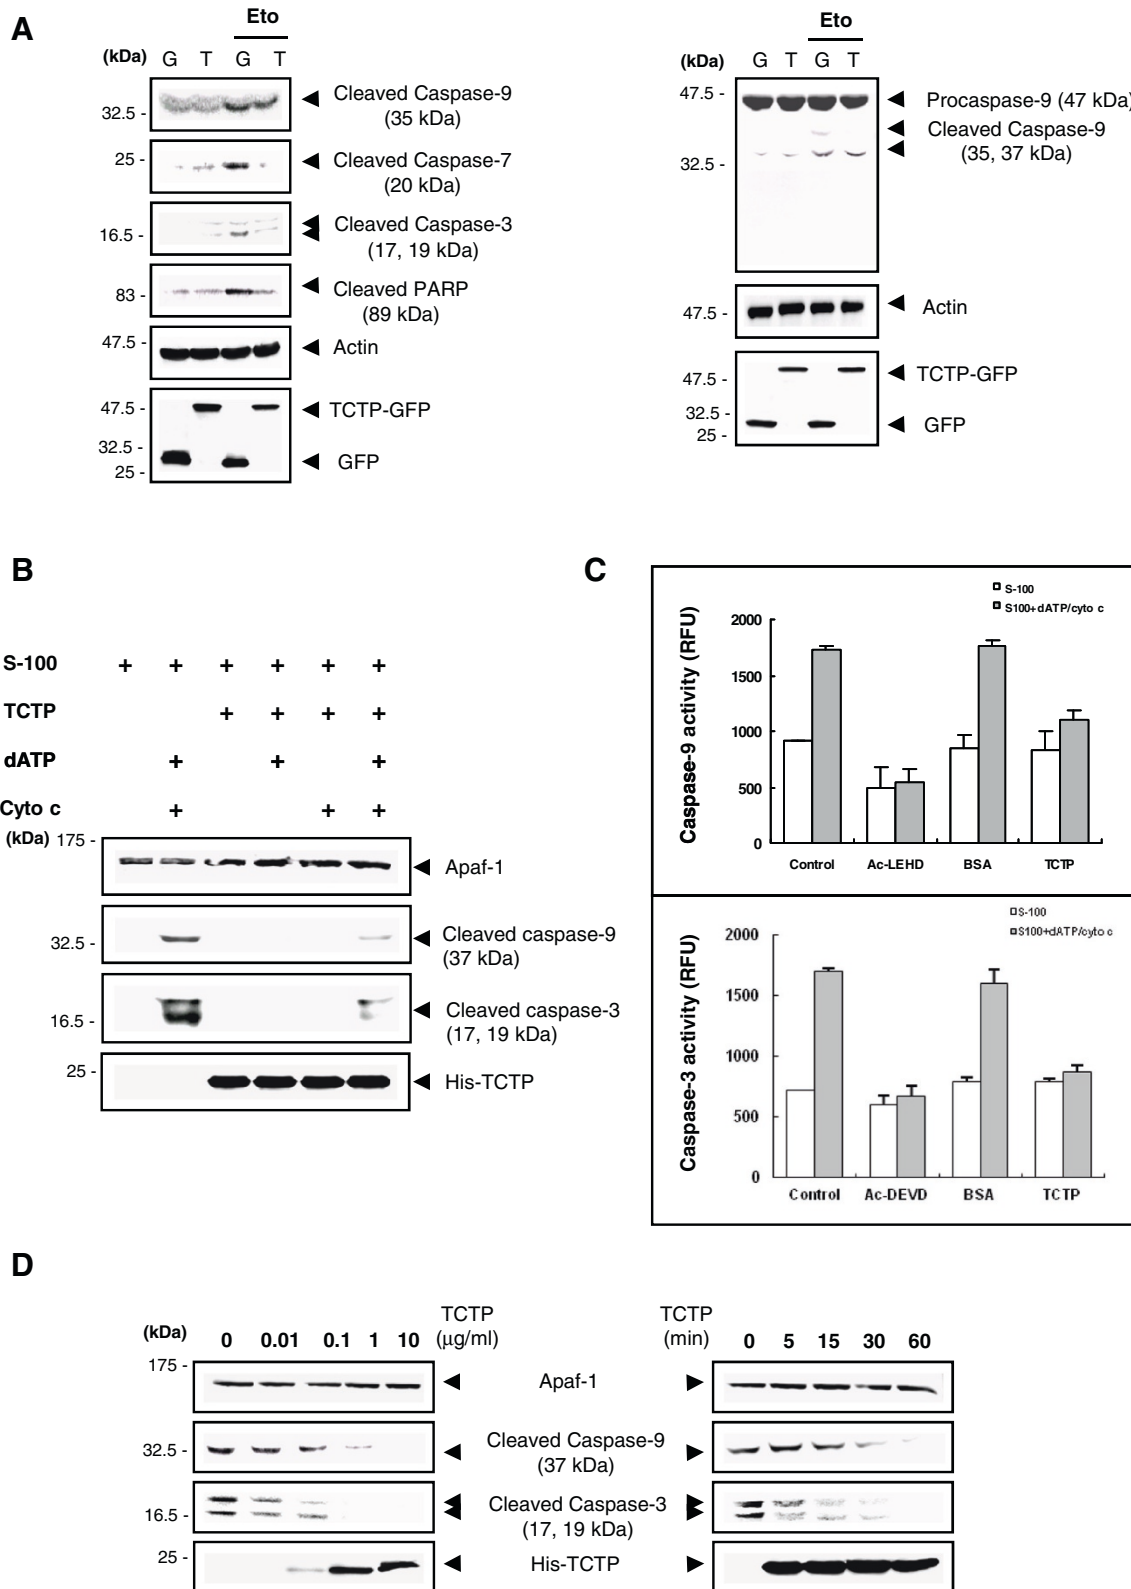 A
Eto
(kDa) G T G T
32.5 -
Cleaved Caspase-9
(35 kDa)
25 -
Cleaved Caspase-7
(20 kDa)
16.5 -
Cleaved Caspase-3
(17, 19 kDa)
83 -
Cleaved PARP
(89 kDa)
47.5 -
Actin
47.5 -
TCTP-GFP
32.5 -
25 -
GFP
Eto
(kDa) G T G T
47.5 -
Procaspase-9 (47 kDa)
Cleaved Caspase-9
(35, 37 kDa)
32.5 -
47.5 -
Actin
47.5 -
TCTP-GFP
32.5 -
25 -
GFP
B
S-100 + + + + + +
TCTP + + + +
dATP + + +
Cyto c + + +
(kDa) 175 -
Apaf-1
32.5 -
Cleaved caspase-9
(37 kDa)
16.5 -
Cleaved caspase-3
(17, 19 kDa)
25 -
His-TCTP
C
S-100
S100+dATP/cyto c
Caspase-9 activity (RFU)
2000
1500
1000
500
0
Control Ac-LEHD BSA TCTP
S-100
S100+dATP/cyto c
Caspase-3 activity (RFU)
2000
1500
1000
500
0
Control Ac-DEVD BSA TCTP
D
(kDa) 0 0.01 0.1 1 10 TCTP
(μg/ml)
TCTP
(min) 0 5 15 30 60
175 -
Apaf-1
32.5 -
Cleaved Caspase-9
(37 kDa)
16.5 -
Cleaved Caspase-3
(17, 19 kDa)
25 -
His-TCTP